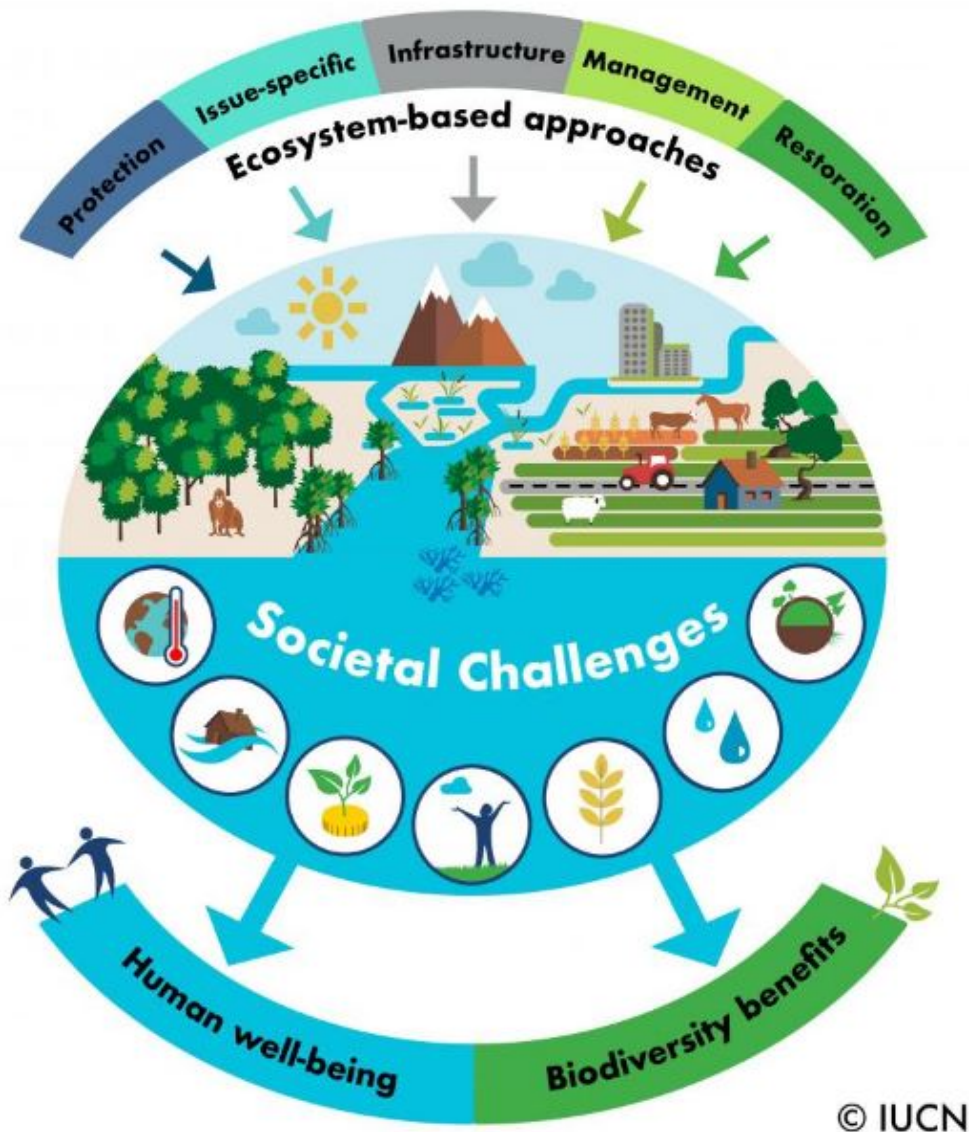 Protection
Issue-specific
Infrastructure
Management
Restoration
Ecosystem-based approaches
Societal Challenges
Human well-being
Biodiversity benefits
© IUCN